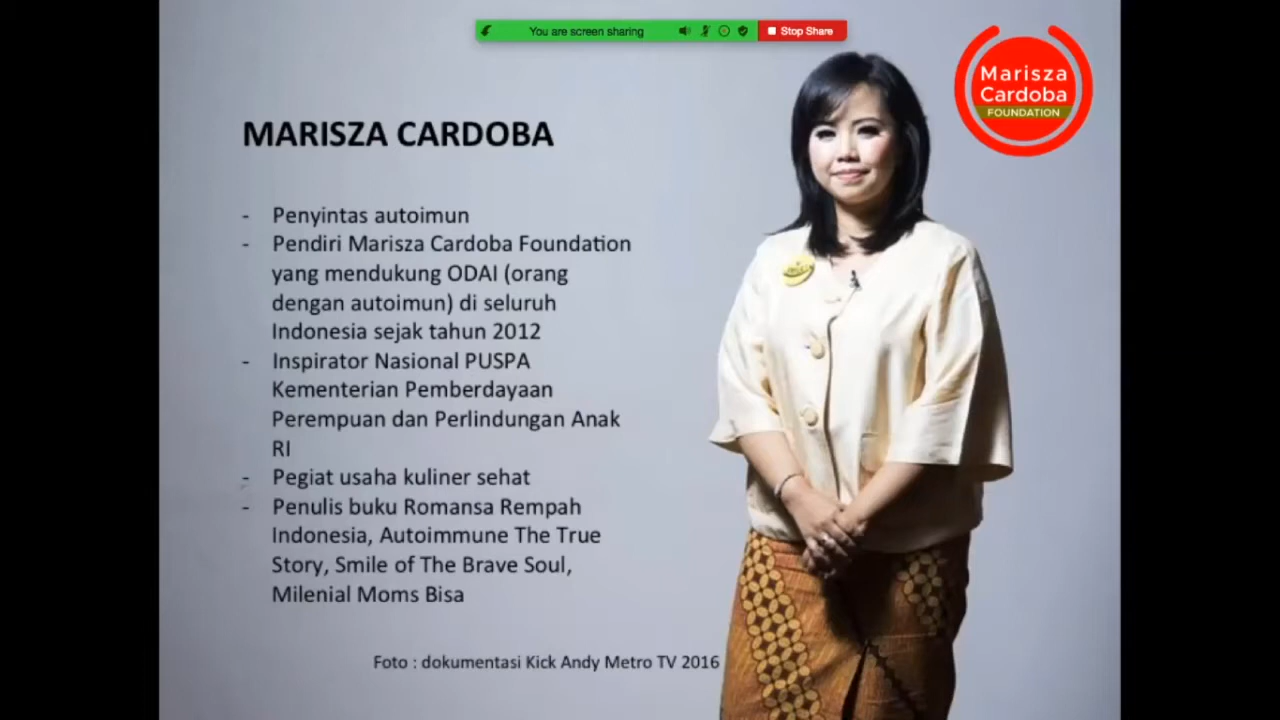 You are screen sharing
Stop Share
Marisza
Cardoba
FOUNDATION
MARISZA CARDOBA
- Penyintas autoimun
- Pendiri Marisza Cardoba Foundation
yang mendukung ODAI (orang
dengan autoimun) di seluruh
Indonesia sejak tahun 2012
- Inspirator Nasional PUSPA
Kementerian Pemberdayaan
Perempuan dan Perlindungan Anak
RI
- Pegiat usaha kuliner sehat
- Penulis buku Romansa Rempah
Indonesia, Autoimmune The True
Story, Smile of The Brave Soul,
Milenial Moms Bisa
Foto : dokumentasi Kick Andy Metro TV 2016